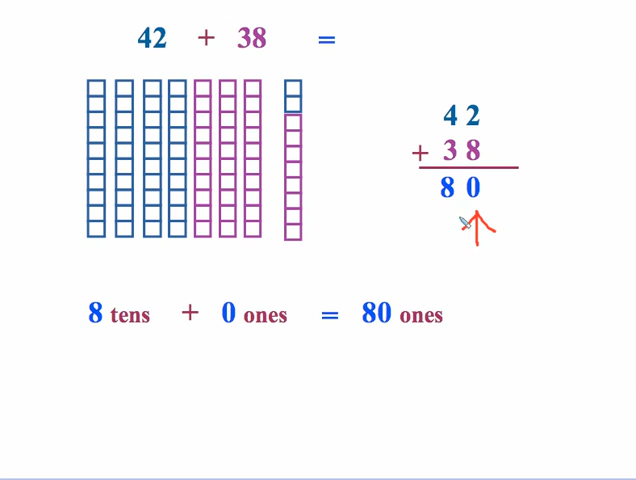 42 + 38 =
4 2
+ 3 8
8 0
8 tens + 0 ones = 80 ones